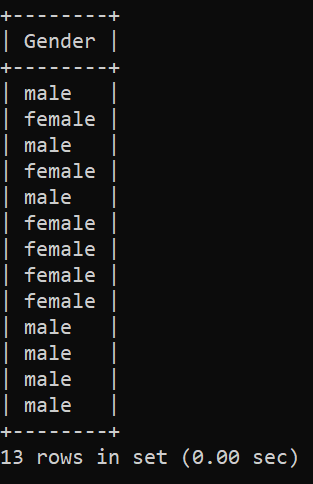 +--------+
| Gender |
+--------+
| male   |
| female |
| male   |
| female |
| male   |
| female |
| female |
| female |
| female |
| male   |
| male   |
| male   |
| male   |
+--------+
13 rows in set (0.00 sec)